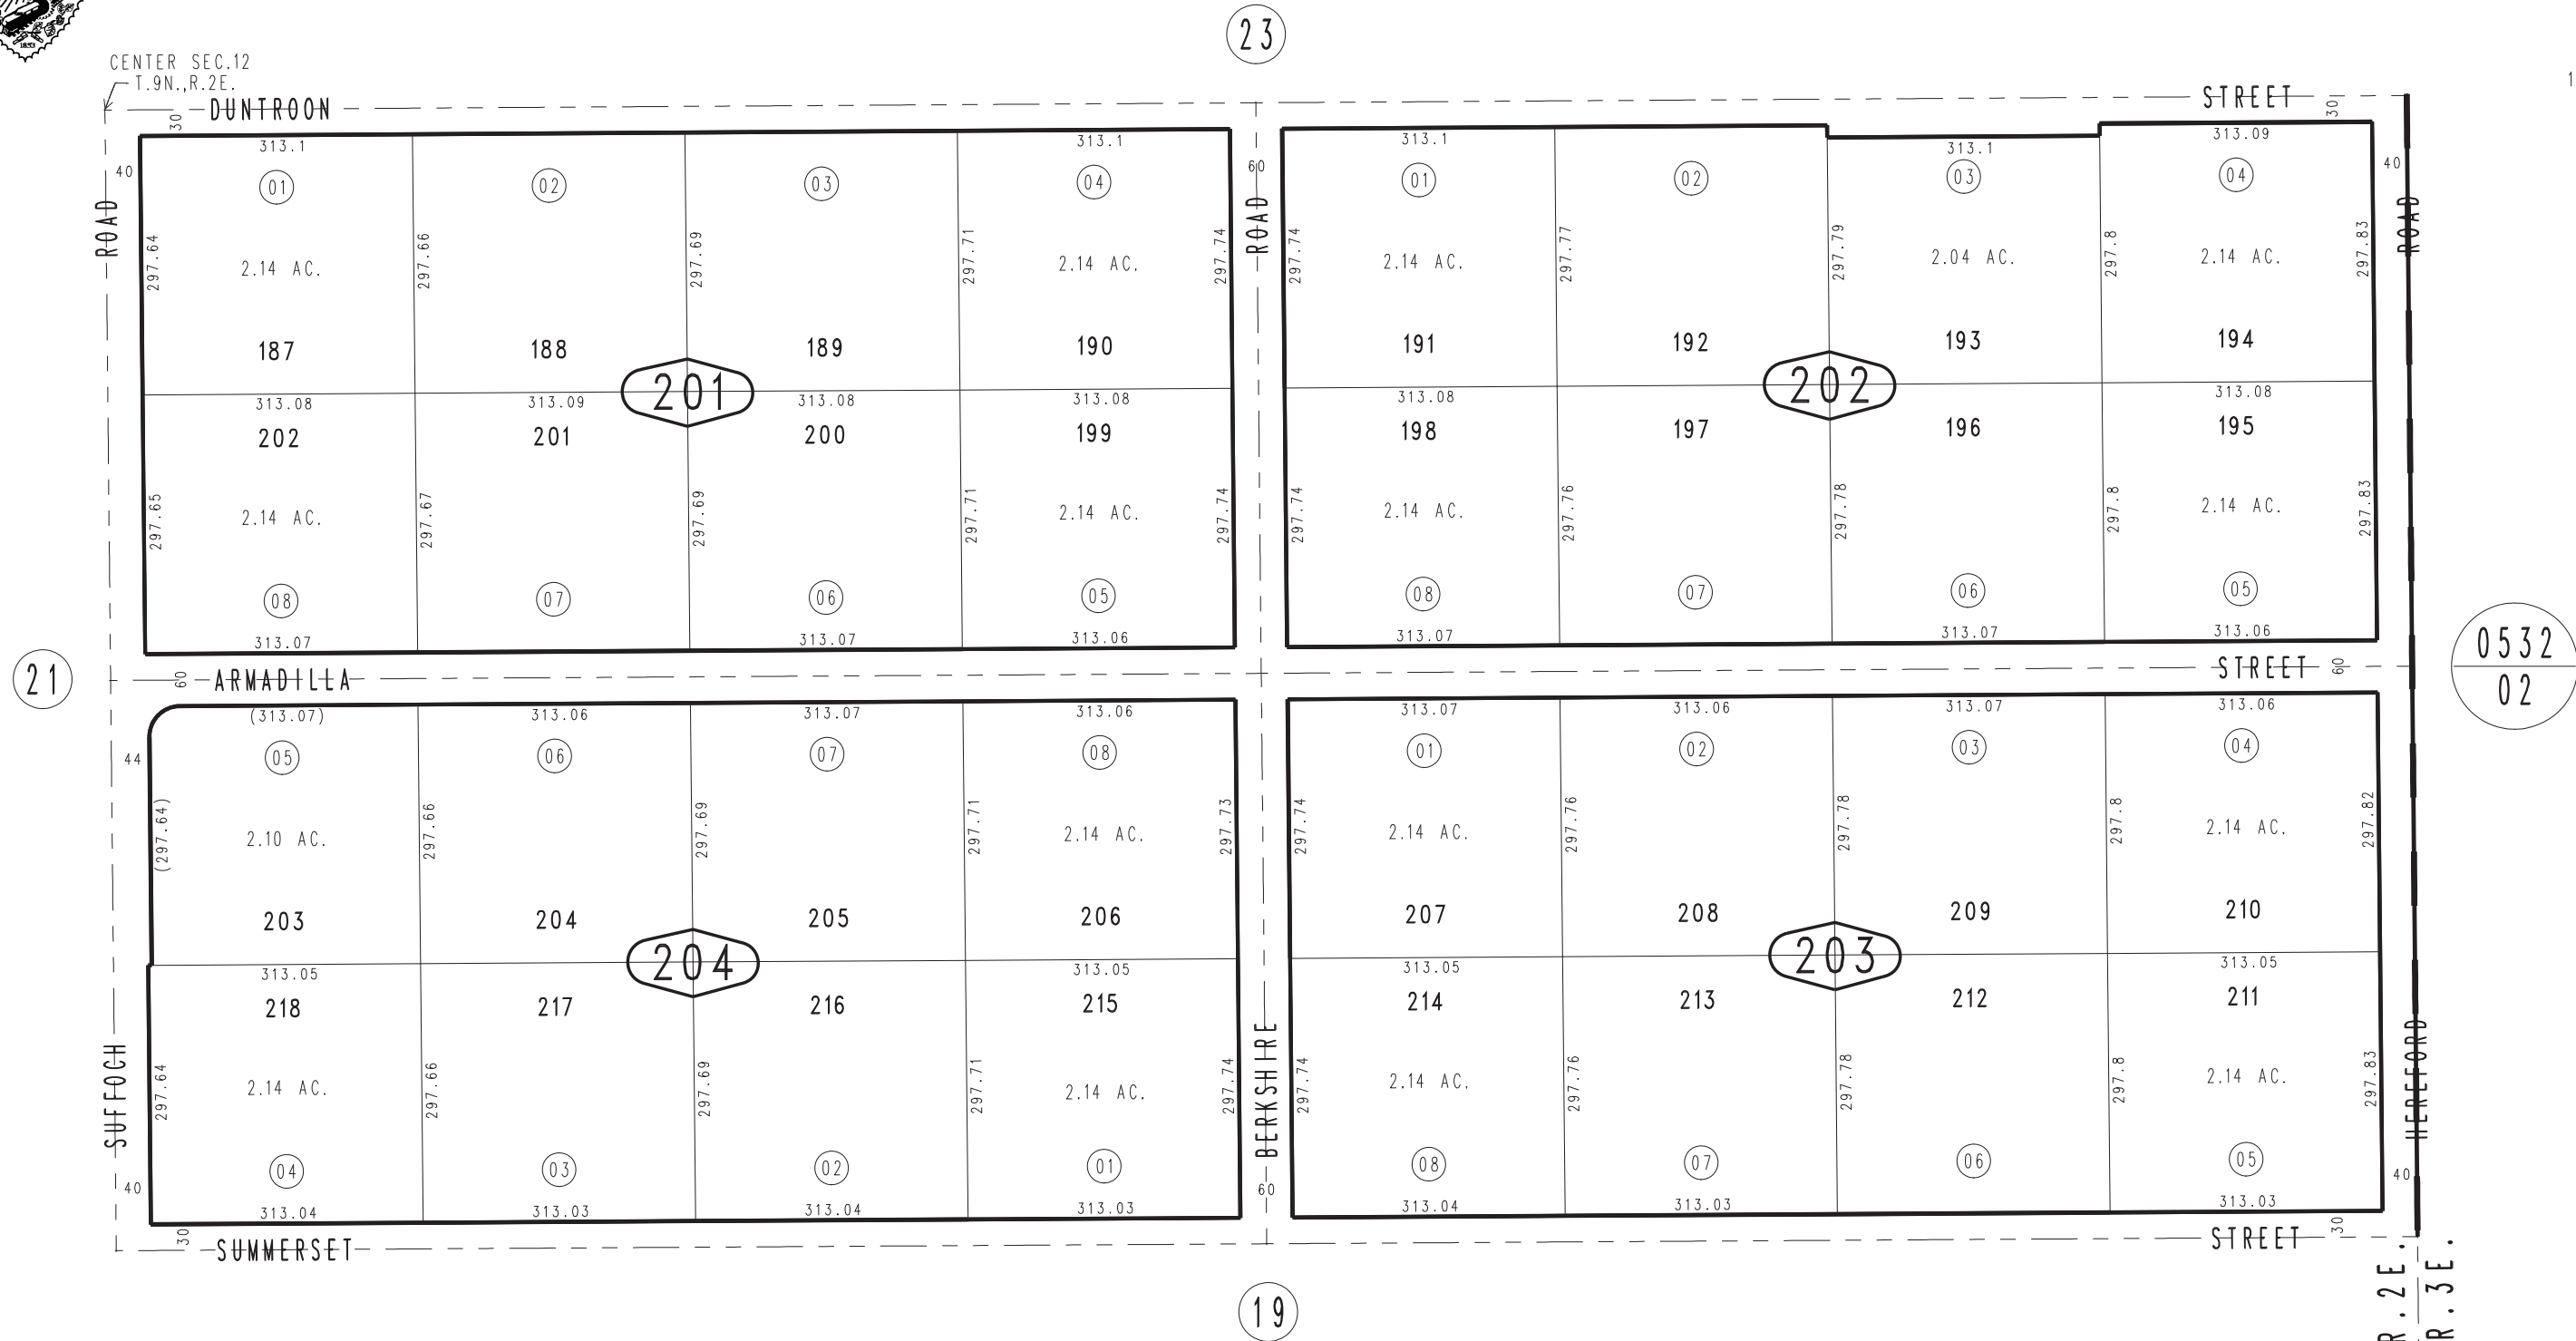 23
1853
CENTER SEC.12
T.9N.,R.2E.
1
DUNTROON STREET
30 30
313.1 313.1 313.1 313.1 313.09
40 60 40
01 02 03 04 01 02 03 04
ROAD ROAD ROAD
297.64 297.66 297.69 297.71 297.74 297.74 297.77 297.79 297.8 297.83
2.14 AC. 2.14 AC. 2.14 AC. 2.04 AC. 2.14 AC.
187 188 189 190 191 192 193 194
201 202
313.08 313.09 313.08 313.08 313.08 313.08
202 201 200 199 198 197 196 195
297.65 297.67 297.69 297.71 297.74 297.74 297.76 297.78 297.8 297.83
2.14 AC. 2.14 AC. 2.14 AC. 2.14 AC.
08 07 06 05 08 07 06 05
313.07 313.07 313.06 313.07 313.07 313.06
21 60 ARMADILLA STREET 60
0532
02
(313.07) 313.06 313.07 313.06 313.07 313.06 313.07 313.06
44 05 06 07 08 01 02 03 04
(297.64) 297.66 297.69 297.71 297.73 297.74 297.76 297.78 297.8 297.82
2.10 AC. 2.14 AC. 2.14 AC. 2.14 AC.
203 204 205 206 207 208 209 210
204 203
313.05 313.05 313.05 313.05
218 217 216 215 214 213 212 211
SUFFOCH BERKSHIRE HEREFORD
297.64 297.66 297.69 297.71 297.74 297.74 297.76 297.78 297.8 297.83
2.14 AC. 2.14 AC. 2.14 AC. 2.14 AC.
04 03 02 01 08 07 06 05
40 60 40
313.04 313.03 313.04 313.03 313.04 313.03 313.03
30 30
SUMMERSET STREET
R.2E.
R.3E.
19